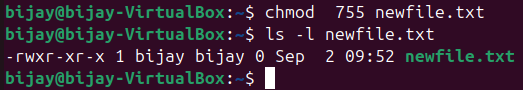 bijay@bijay-VirtualBox:~$ chmod  755 newfile.txt
bijay@bijay-VirtualBox:~$ ls -l newfile.txt
-rwxr-xr-x 1 bijay bijay 0 Sep  2 09:52 newfile.txt
bijay@bijay-VirtualBox:~$